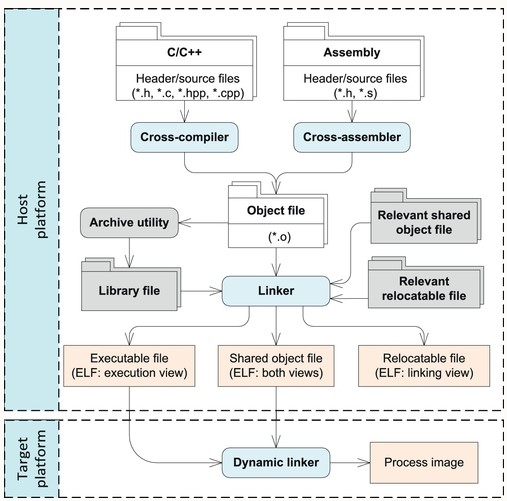 Host
platform
C/C++
Header/source files
(*.h, *.c, *.hpp, *.cpp)
Assembly
Header/source files
(*.h, *.s)
Cross-compiler
Cross-assembler
Object file
(*.o)
Archive utility
Relevant shared
object file
Library file
Linker
Relevant
relocatable file
Executable file
(ELF: execution view)
Shared object file
(ELF: both views)
Relocatable file
(ELF: linking view)
Target
platform
Dynamic linker
Process image